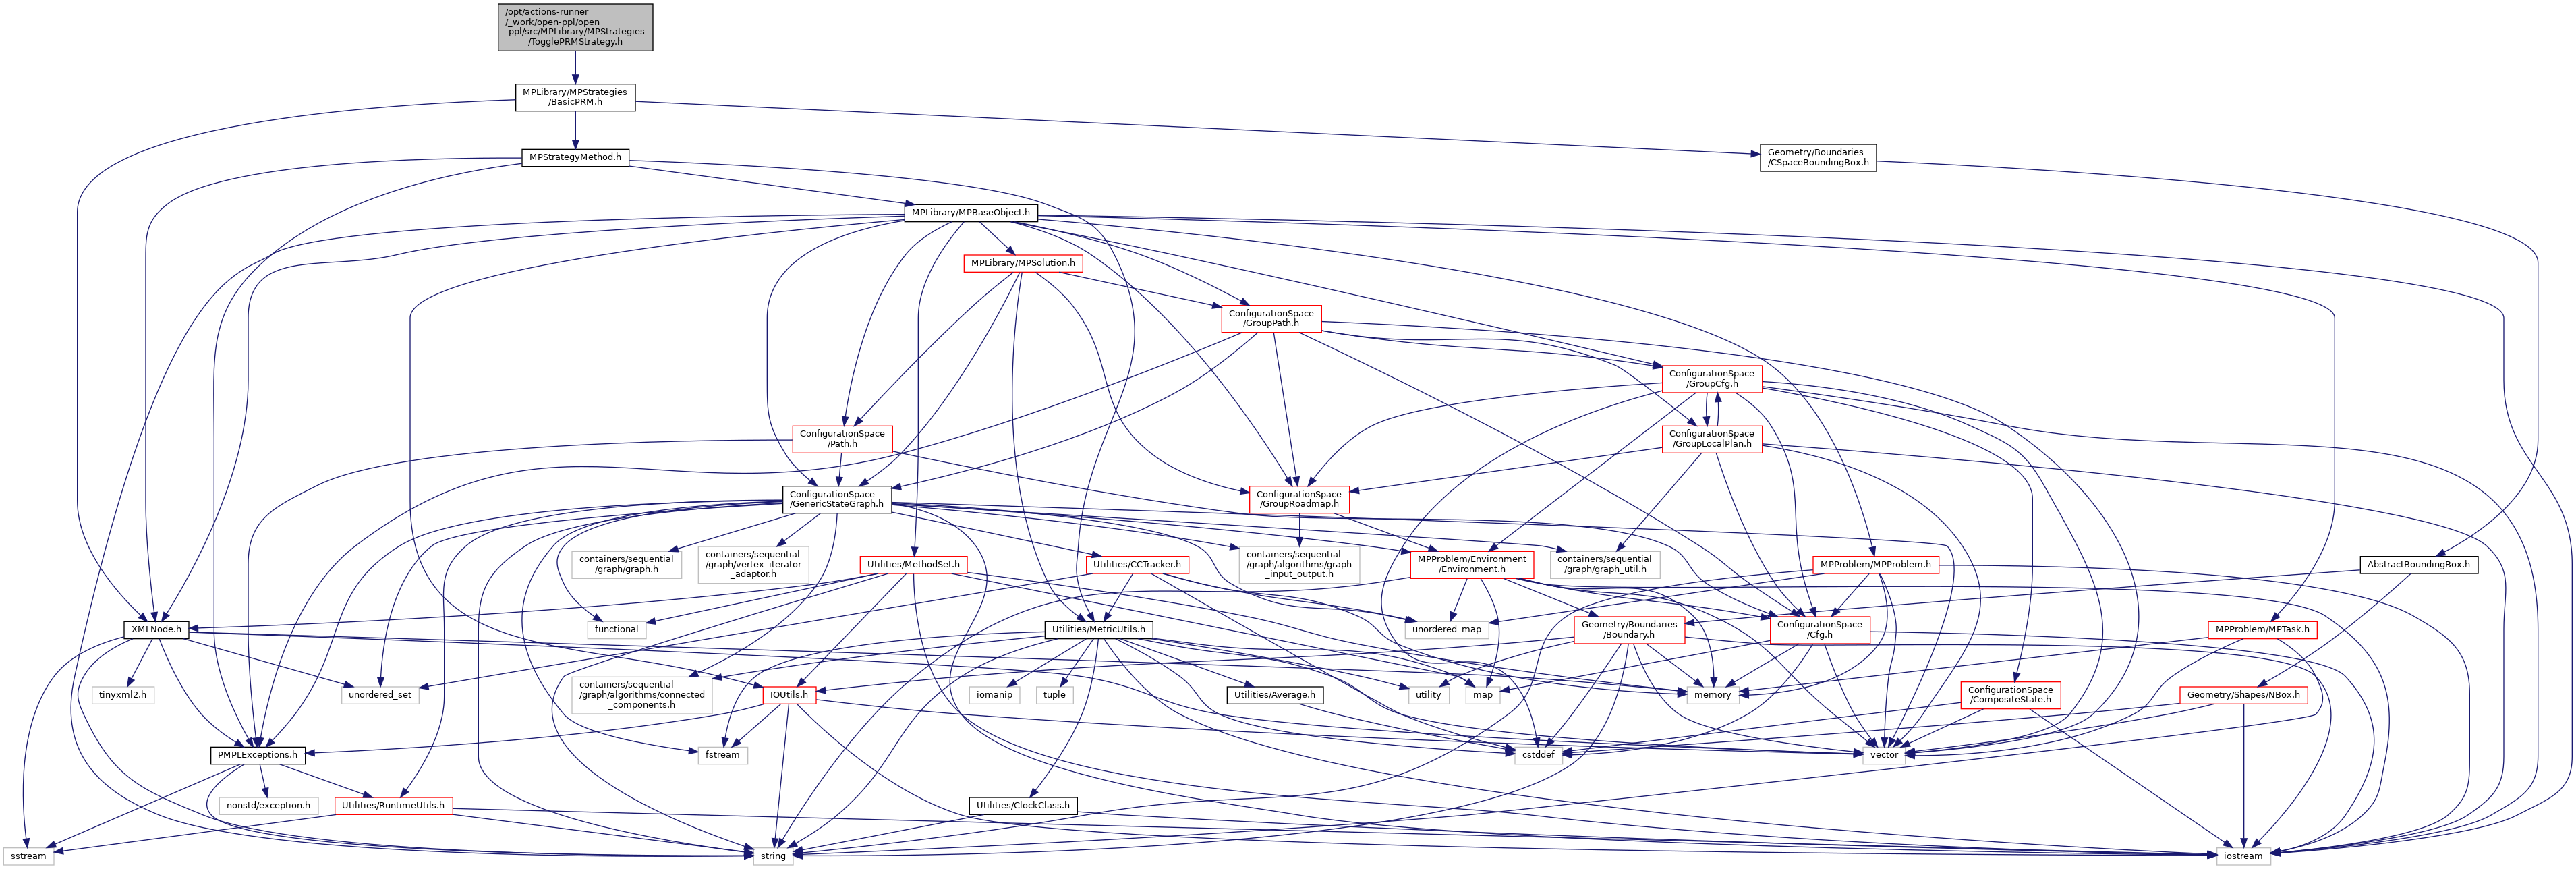 /opt/actions-runner
/_work/open-ppl/open
-ppl/src/MPLibrary/MPStrategies
/TogglePRMStrategy.h
MPLibrary/MPStrategies
/BasicPRM.h
MPStrategyMethod.h
Geometry/Boundaries
/CSpaceBoundingBox.h
MPLibrary/MPBaseObject.h
MPLibrary/MPSolution.h
ConfigurationSpace
/GroupPath.h
ConfigurationSpace
/GroupCfg.h
ConfigurationSpace
/Path.h
ConfigurationSpace
/GroupLocalPlan.h
ConfigurationSpace
/GenericStateGraph.h
ConfigurationSpace
/GroupRoadmap.h
containers/sequential
/graph/graph.h
containers/sequential
/graph/vertex_iterator
_adaptor.h
Utilities/MethodSet.h
Utilities/CCTracker.h
containers/sequential
/graph/algorithms/graph
_input_output.h
MPProblem/Environment
/Environment.h
containers/sequential
/graph/graph_util.h
MPProblem/MPProblem.h
AbstractBoundingBox.h
XMLNode.h
functional
Utilities/MetricUtils.h
unordered_map
Geometry/Boundaries
/Boundary.h
ConfigurationSpace
/Cfg.h
MPProblem/MPTask.h
tinyxml2.h
unordered_set
containers/sequential
/graph/algorithms/connected
_components.h
IOUtils.h
iomanip
tuple
Utilities/Average.h
utility
map
memory
ConfigurationSpace
/CompositeState.h
Geometry/Shapes/NBox.h
PMPLExceptions.h
fstream
cstddef
vector
nonstd/exception.h
Utilities/RuntimeUtils.h
Utilities/ClockClass.h
sstream
string
iostream